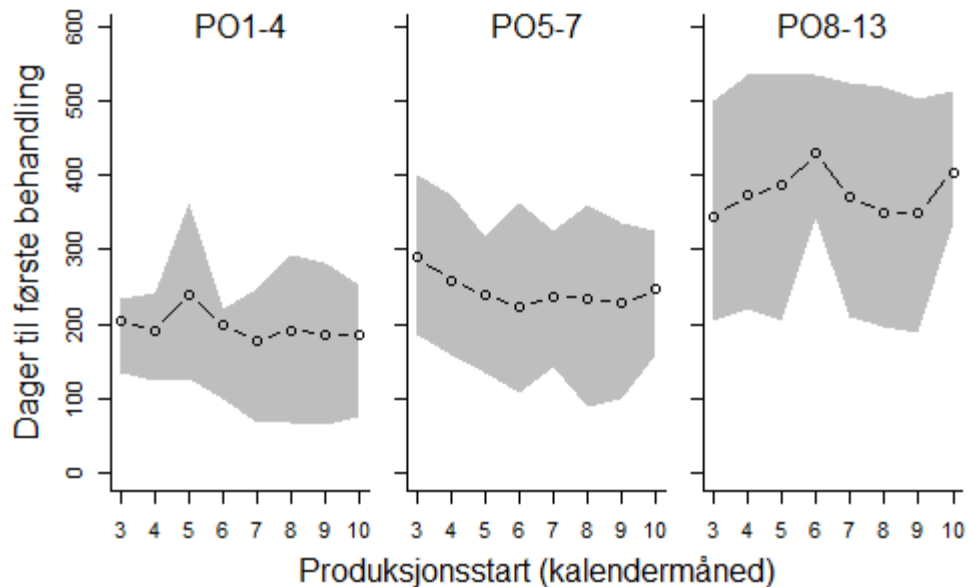 PO1-4 PO5-7 PO8-13
Dager til første behandling
600
500
400
300
200
100
0
3 4 5 6 7 8 9 10 3 4 5 6 7 8 9 10 3 4 5 6 7 8 9 10
Produksjonsstart (kalendermåned)